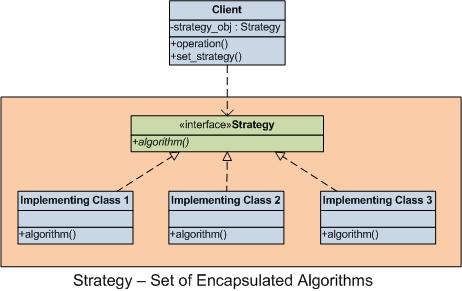 Client
-strategy_obj : Strategy
+operation()
+set_strategy()
«interface»Strategy
+algorithm()
Implementing Class 1
+algorithm()
Implementing Class 2
+algorithm()
Implementing Class 3
+algorithm()
Strategy – Set of Encapsulated Algorithms